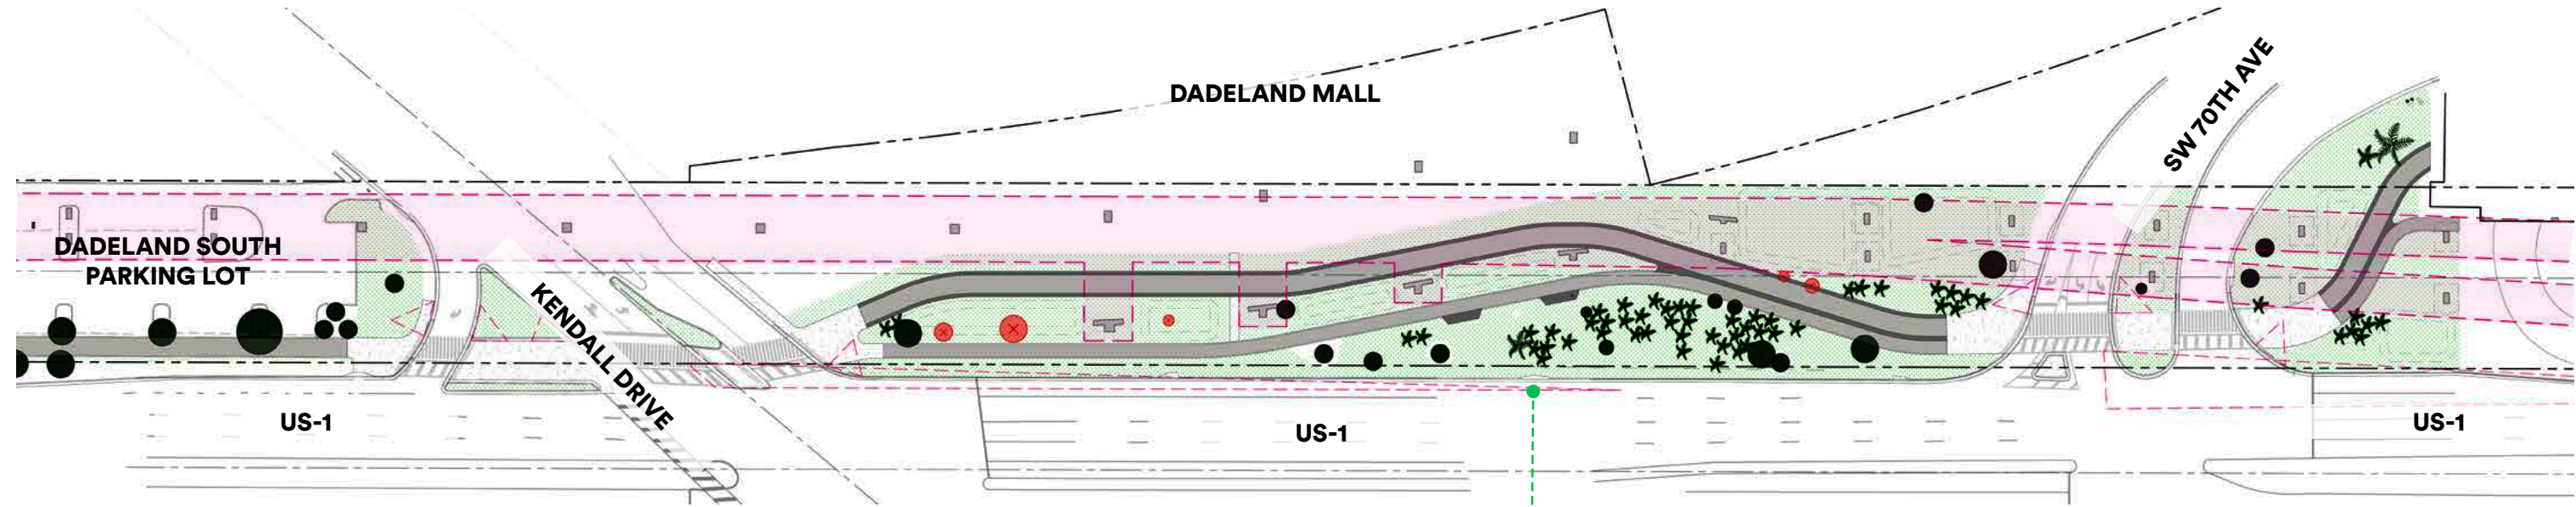 DADELAND MALL
SW 70TH AVE
DADELAND SOUTH
PARKING LOT
KENDALL DRIVE
US-1
US-1
US-1